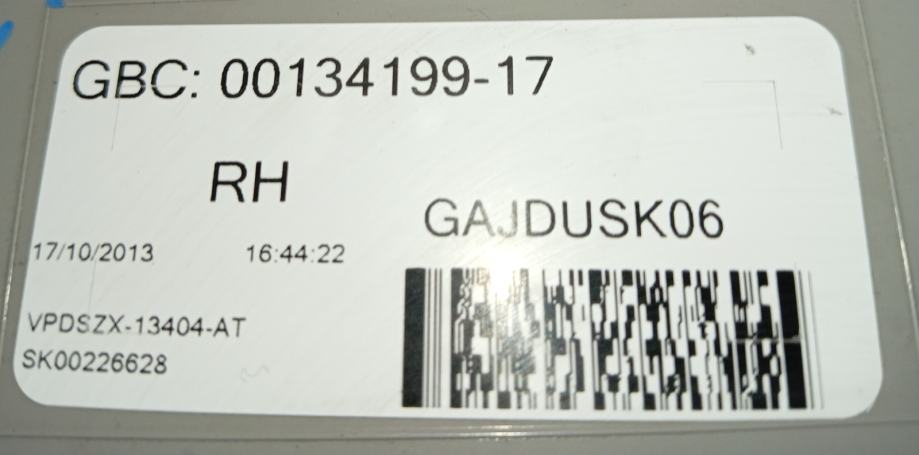 GBC: 00134199-17
RH
GAJDUSK06
17/10/2013 16:44:22
VPDSZX-13404-AT
SK00226628